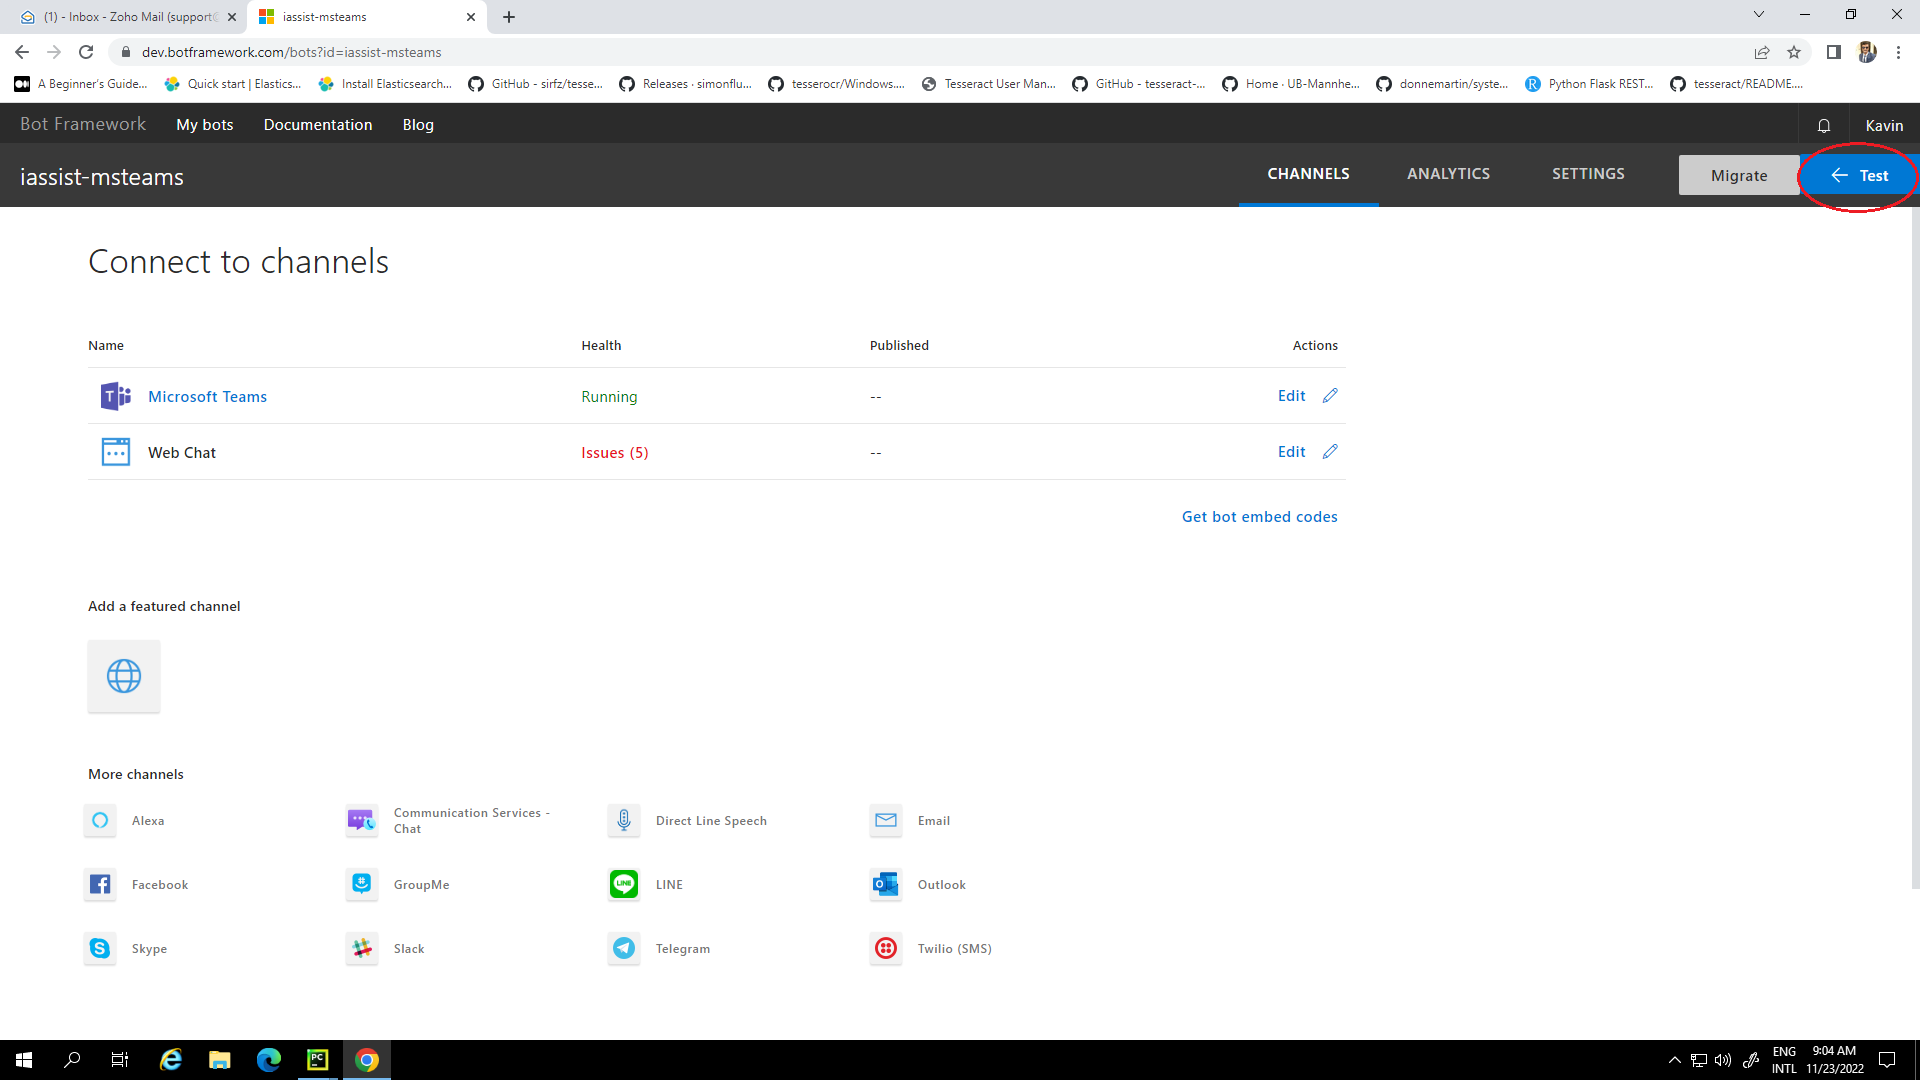 (1) - Inbox - Zoho Mail (support@
iassist-msteams
dev.botframework.com/bots?id=iassist-msteams
A Beginner's Guide...
Quick start | Elastics...
Install Elasticsearch...
GitHub - sirfz/tesse...
Releases · simonflu...
tesserocr/Windows....
Tesseract User Man...
GitHub - tesseract-...
Home · UB-Mannhe...
donnemartin/syste...
Python Flask REST...
tesseract/README....
Bot Framework
My bots
Documentation
Blog
Kavin
iassist-msteams
CHANNELS
ANALYTICS
SETTINGS
Migrate
Test
Connect to channels
Name Health Published Actions
Microsoft Teams Running -- Edit
Web Chat Issues (5) -- Edit
Get bot embed codes
Add a featured channel
More channels
Alexa
Communication Services -
Chat
Direct Line Speech
Email
Facebook
GroupMe
LINE
Outlook
Skype
Slack
Telegram
Twilio (SMS)
ENG
INTL
9:04 AM
11/23/2022